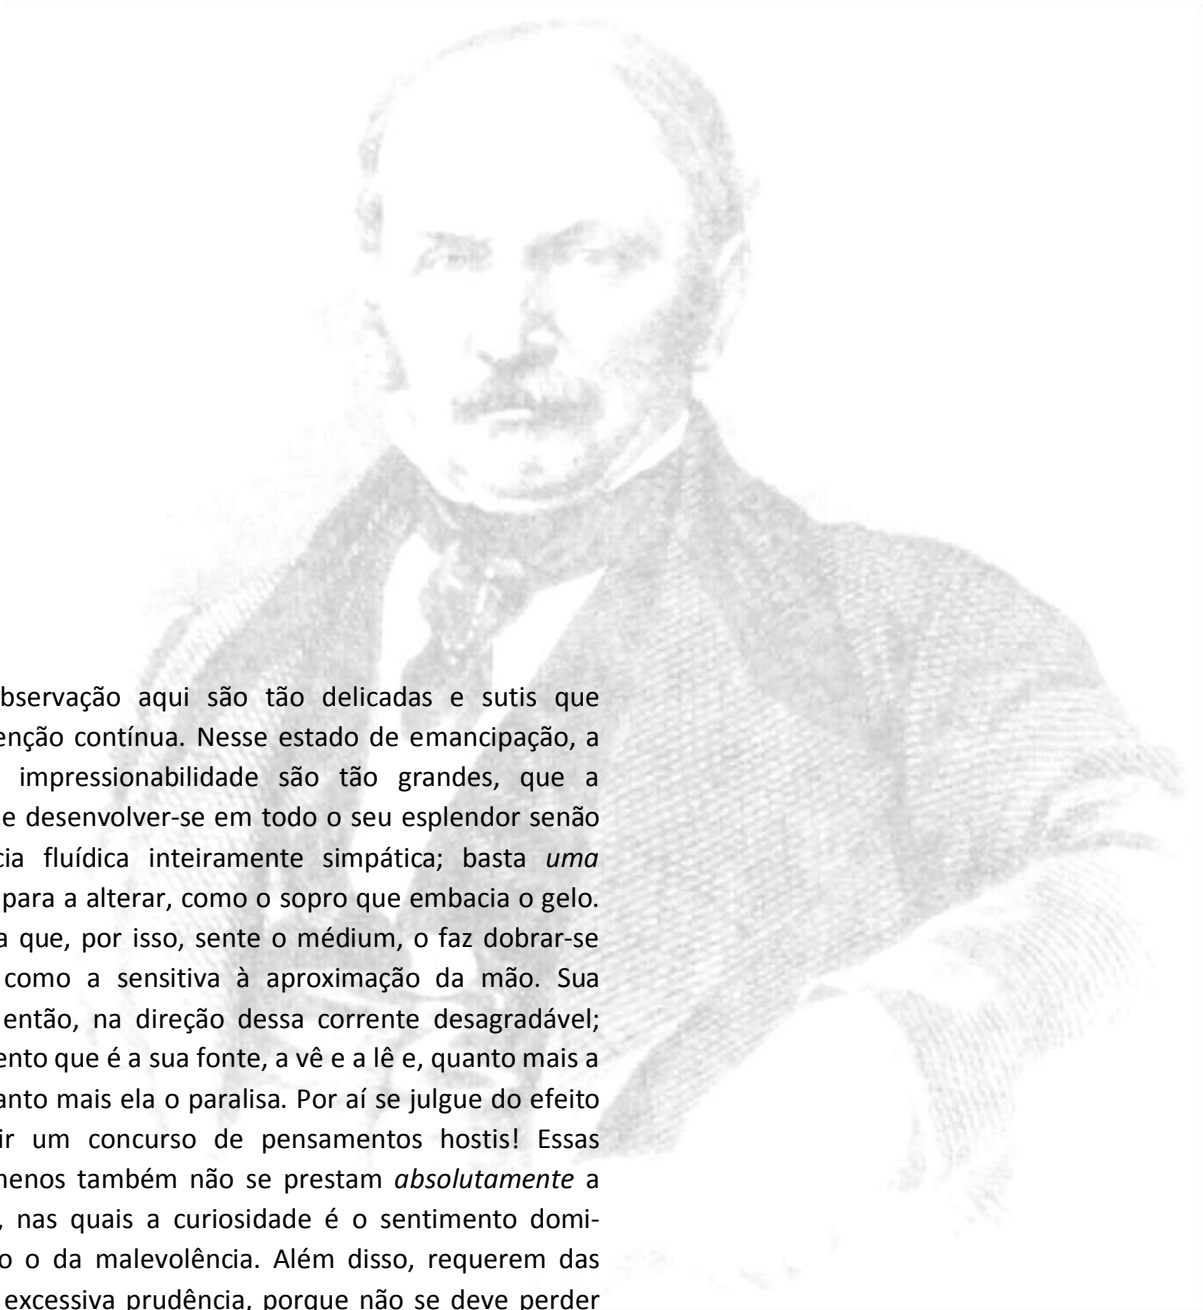 bservação aqui são tão delicadas e sutis que
enção contínua. Nesse estado de emancipação, a
impressionabilidade são tão grandes, que a
e desenvolver-se em todo o seu esplendor senão
cia fluídica inteiramente simpática; basta uma
para a alterar, como o sopro que embacia o gelo.
a que, por isso, sente o médium, o faz dobrar-se
como a sensitiva à aproximação da mão. Sua
então, na direção dessa corrente desagradável;
ento que é a sua fonte, a vê e a lê e, quanto mais a
anto mais ela o paralisa. Por aí se julgue do efeito
ir um concurso de pensamentos hostis! Essas
menos também não se prestam absolutamente a
, nas quais a curiosidade é o sentimento domi-
o o da malevolência. Além disso, requerem das
excessiva prudência, porque não se deve perder